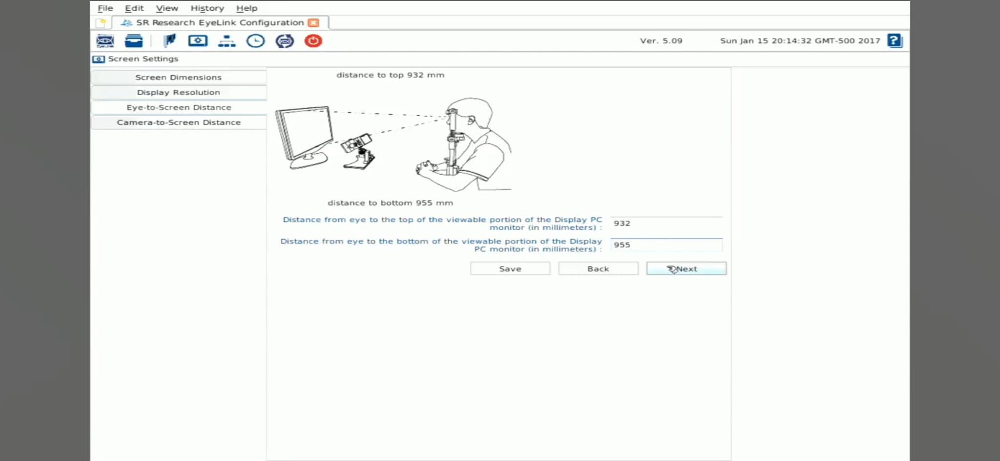 File Edit View History Help
SR Research EyeLink Configuration
Ver. 5.09 Sun Jan 15 20:14:32 GMT-500 2017
Screen Settings
Screen Dimensions
Display Resolution
Eye-to-Screen Distance
Camera-to-Screen Distance
distance to top 932 mm
distance to bottom 955 mm
Distance from eye to the top of the viewable portion of the Display PC
monitor (in millimeters) : 932
Distance from eye to the bottom of the viewable portion of the Display
PC monitor (in millimeters) : 955
Save Back Next